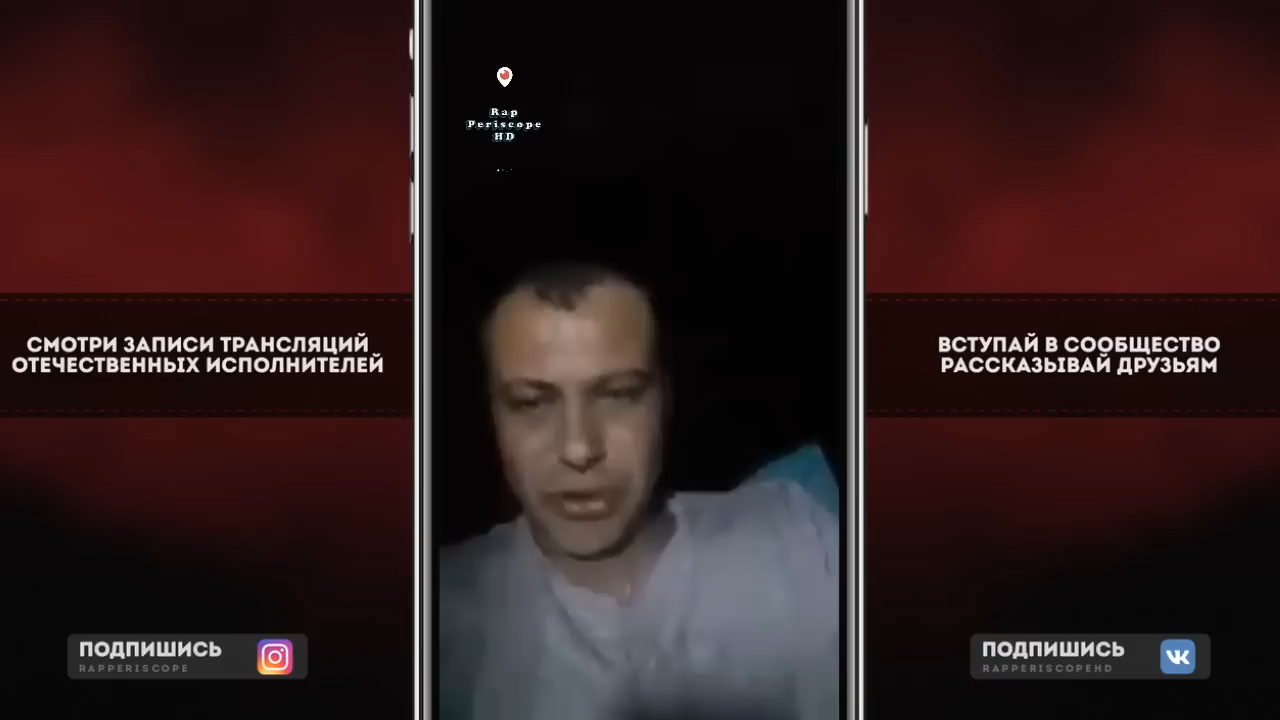 Rap
Periscope
HD
СМОТРИ ЗАПИСИ ТРАНСЛЯЦИЙ
ОТЕЧЕСТВЕННЫХ ИСПОЛНИТЕЛЕЙ
ВСТУПАЙ В СООБЩЕСТВО
РАССКАЗЫВАЙ ДРУЗЬЯМ
ПОДПИШИСЬ
RAPPERISCOPE
ПОДПИШИСЬ
RAPPERISCOPEHD